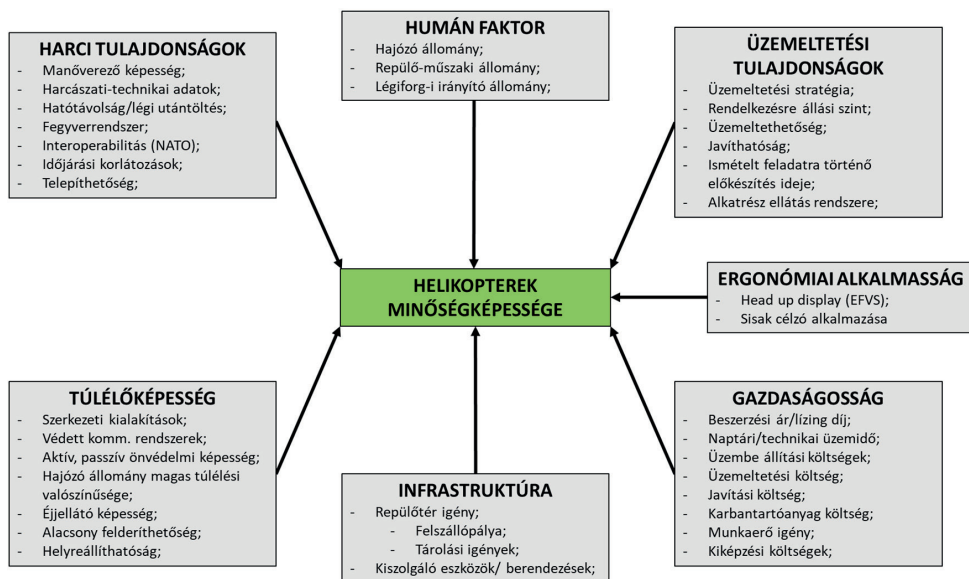 HARCI TULAJDONSÁGOK
- Manőverező képesség;
- Harcászati-technikai adatok;
- Hatótávolság/légi utántöltés;
- Fegyverrendszer;
- Interoperabilitás (NATO);
- Időjárási korlátozások;
- Telepíthetőség;
HUMÁN FAKTOR
- Hajózó állomány;
- Repülő-műszaki állomány;
- Légiforg-i irányító állomány;
ÜZEMELTETÉSI
TULAJDONSÁGOK
- Üzemeltetési stratégia;
- Rendelkezésre állási szint;
- Üzemeltethetőség;
- Javíthatóság;
- Ismételt feladatra történő
előkészítés ideje;
- Alkatrész ellátás rendszere;
HELIKOPTEREK
MINŐSÉGKÉPESSÉGE
ERGONÓMIAI ALKALMASSÁG
- Head up display (EFVS);
- Sisak célzó alkalmazása
TÚLÉLŐKÉPESSÉG
- Szerkezeti kialakítások;
- Védett komm. rendszerek;
- Aktív, passzív önvédelmi képesség;
- Hajózó állomány magas túlélési
valószínűsége;
- Éjjellátó képesség;
- Alacsony felderíthetőség;
- Helyreállíthatóság;
INFRASTRUKTÚRA
- Repülőtér igény;
- Felszállópálya;
- Tárolási igények;
- Kiszolgáló eszközök/ berendezések;
GAZDASÁGOSSÁG
- Beszerzési ár/lízing díj;
- Naptári/technikai üzemidő;
- Üzembe állítási költségek;
- Üzemeltetési költség;
- Javítási költség;
- Karbantartóanyag költség;
- Munkaerő igény;
- Kiképzési költségek;